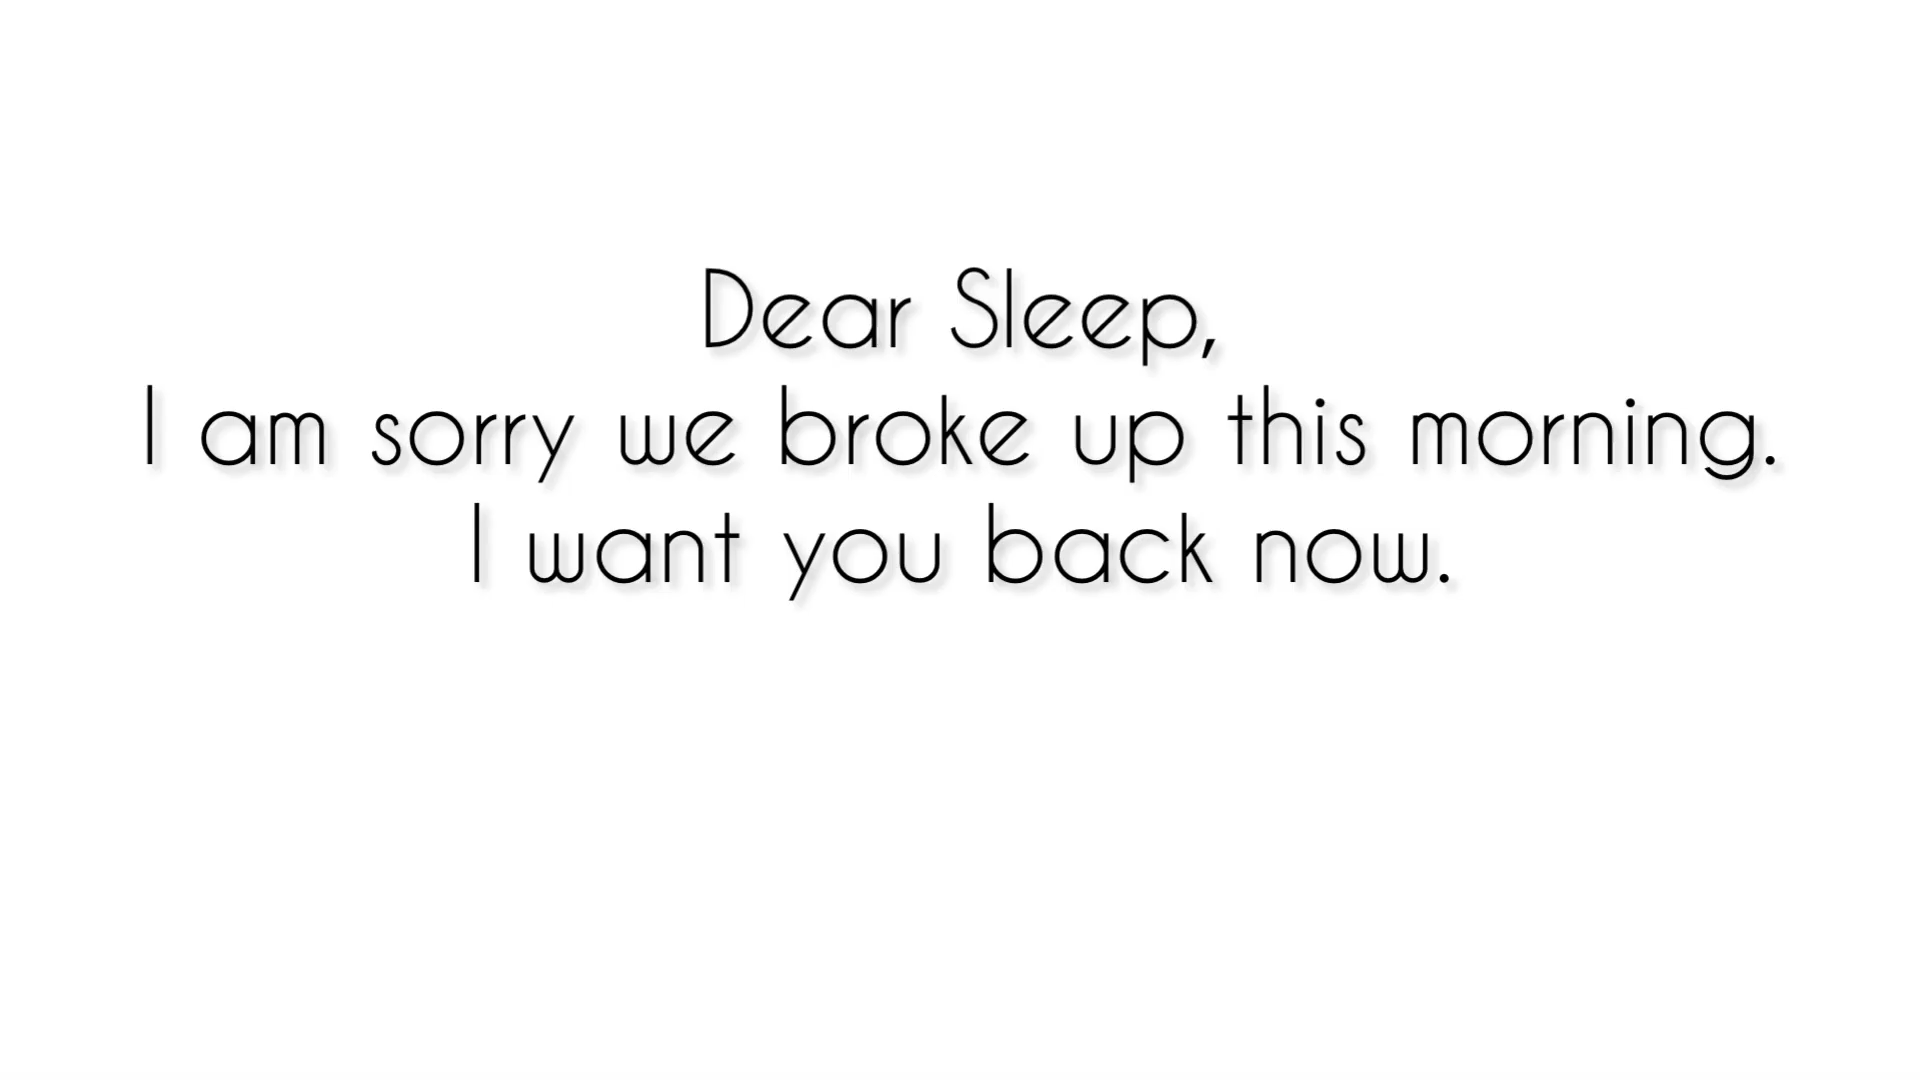 Dear Sleep,
I am sorry we broke up this morning.
I want you back now.